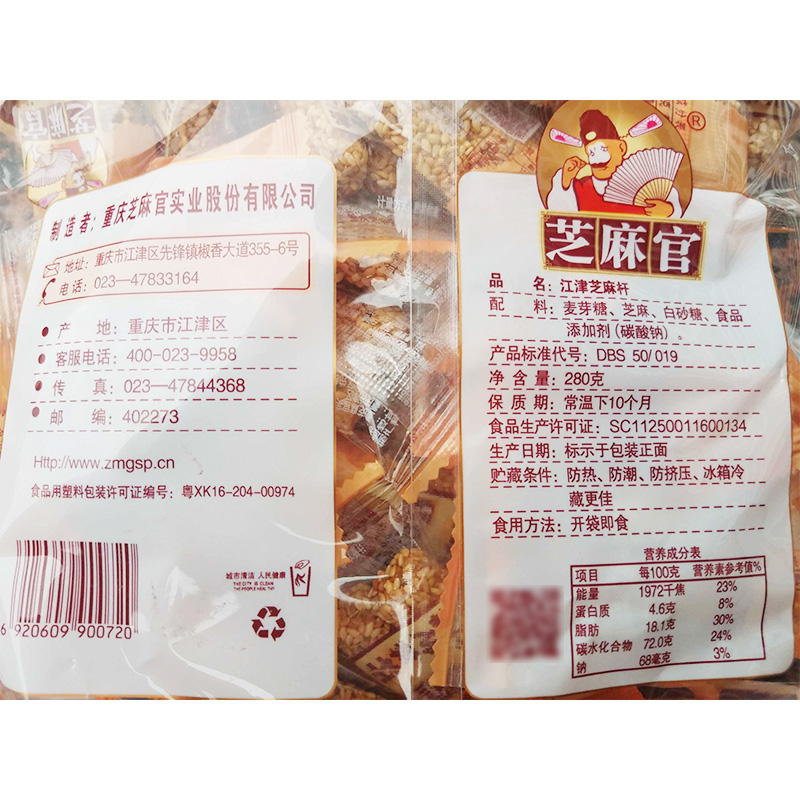 制 造 者：重庆芝麻官实业股份有限公司
地址：重庆市江津区先锋镇椒香大道355-6号
电话：023—47833164
产 地：重庆市江津区
客服电话：400-023-9958
传 真：023—47844368
邮 编：402273
Http://www.zmgsp.cn
食品用塑料包装许可证编号：粤XK16-204-00974
城市清洁 人民健康
THE CITY IS CLEAN
THE PEOPLE HEALTHY
6 920609 900720
芝麻官
®
芝麻官
品 名：江津芝麻杆
配 料：麦芽糖、芝麻、白砂糖、食品
添加剂（碳酸钠）。
产品标准代号：DBS 50/ 019
净 含 量：280克
保 质 期：常温下10个月
食品生产许可证：SC11250011600134
生产日期：标示于包装正面
贮藏条件：防热、防潮、防挤压、冰箱冷
藏更佳
食用方法：开袋即食
营养成分表
项目 每100克 营养素参考值%
能量 1972千焦 23%
蛋白质 4.6克 8%
脂肪 18.1克 30%
碳水化合物 72.0克 24%
钠 68毫克 3%